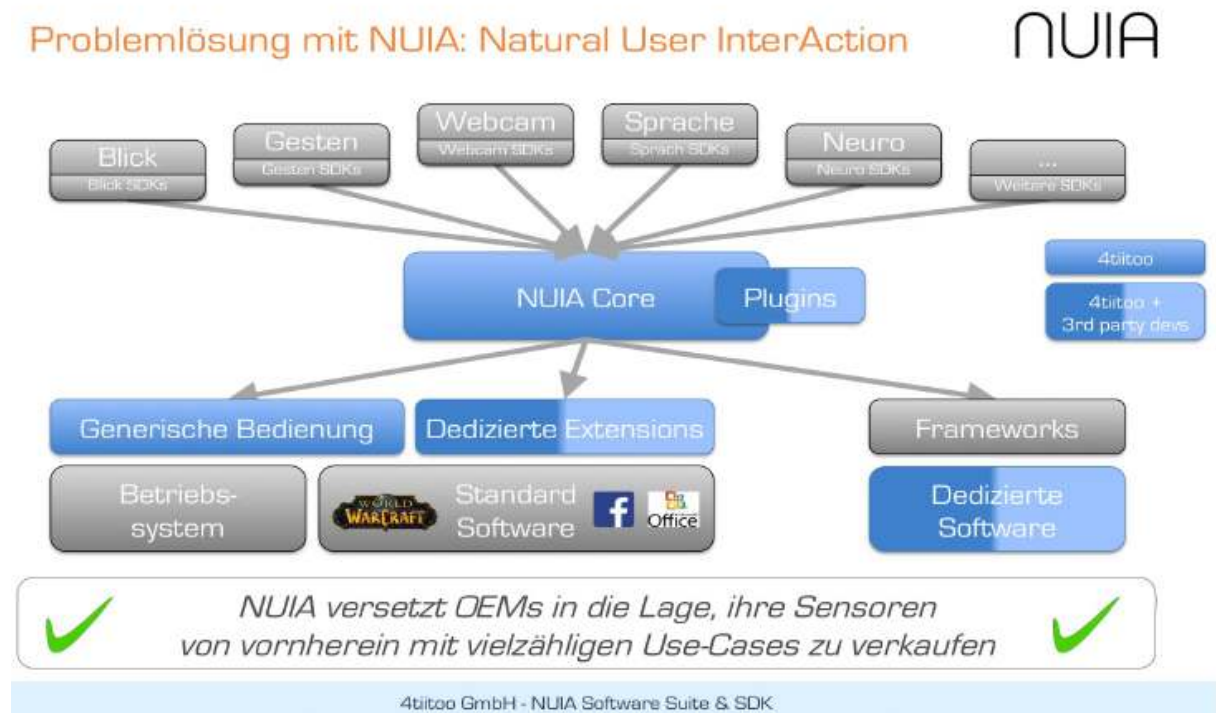 Problemlösung mit NUIA: Natural User InterAction
NUIA
Blick
Blick SDKs
Gesten
Gesten SDKs
Webcam
Webcam SDKs
Sprache
Sprach SDKs
Neuro
Neuro SDKs
...
Weitere SDKs
NUIA Core
Plugins
4tiitoo
4tiitoo +
3rd party devs
Generische Bedienung
Dedizierte Extensions
Frameworks
Betriebs-
system
WORLD
WARCRAFT
Standard
Software
f
Office
Dedizierte
Software
NUIA versetzt OEMs in die Lage, ihre Sensoren
von vornherein mit vielzähligen Use-Cases zu verkaufen
4tiitoo GmbH - NUIA Software Suite & SDK